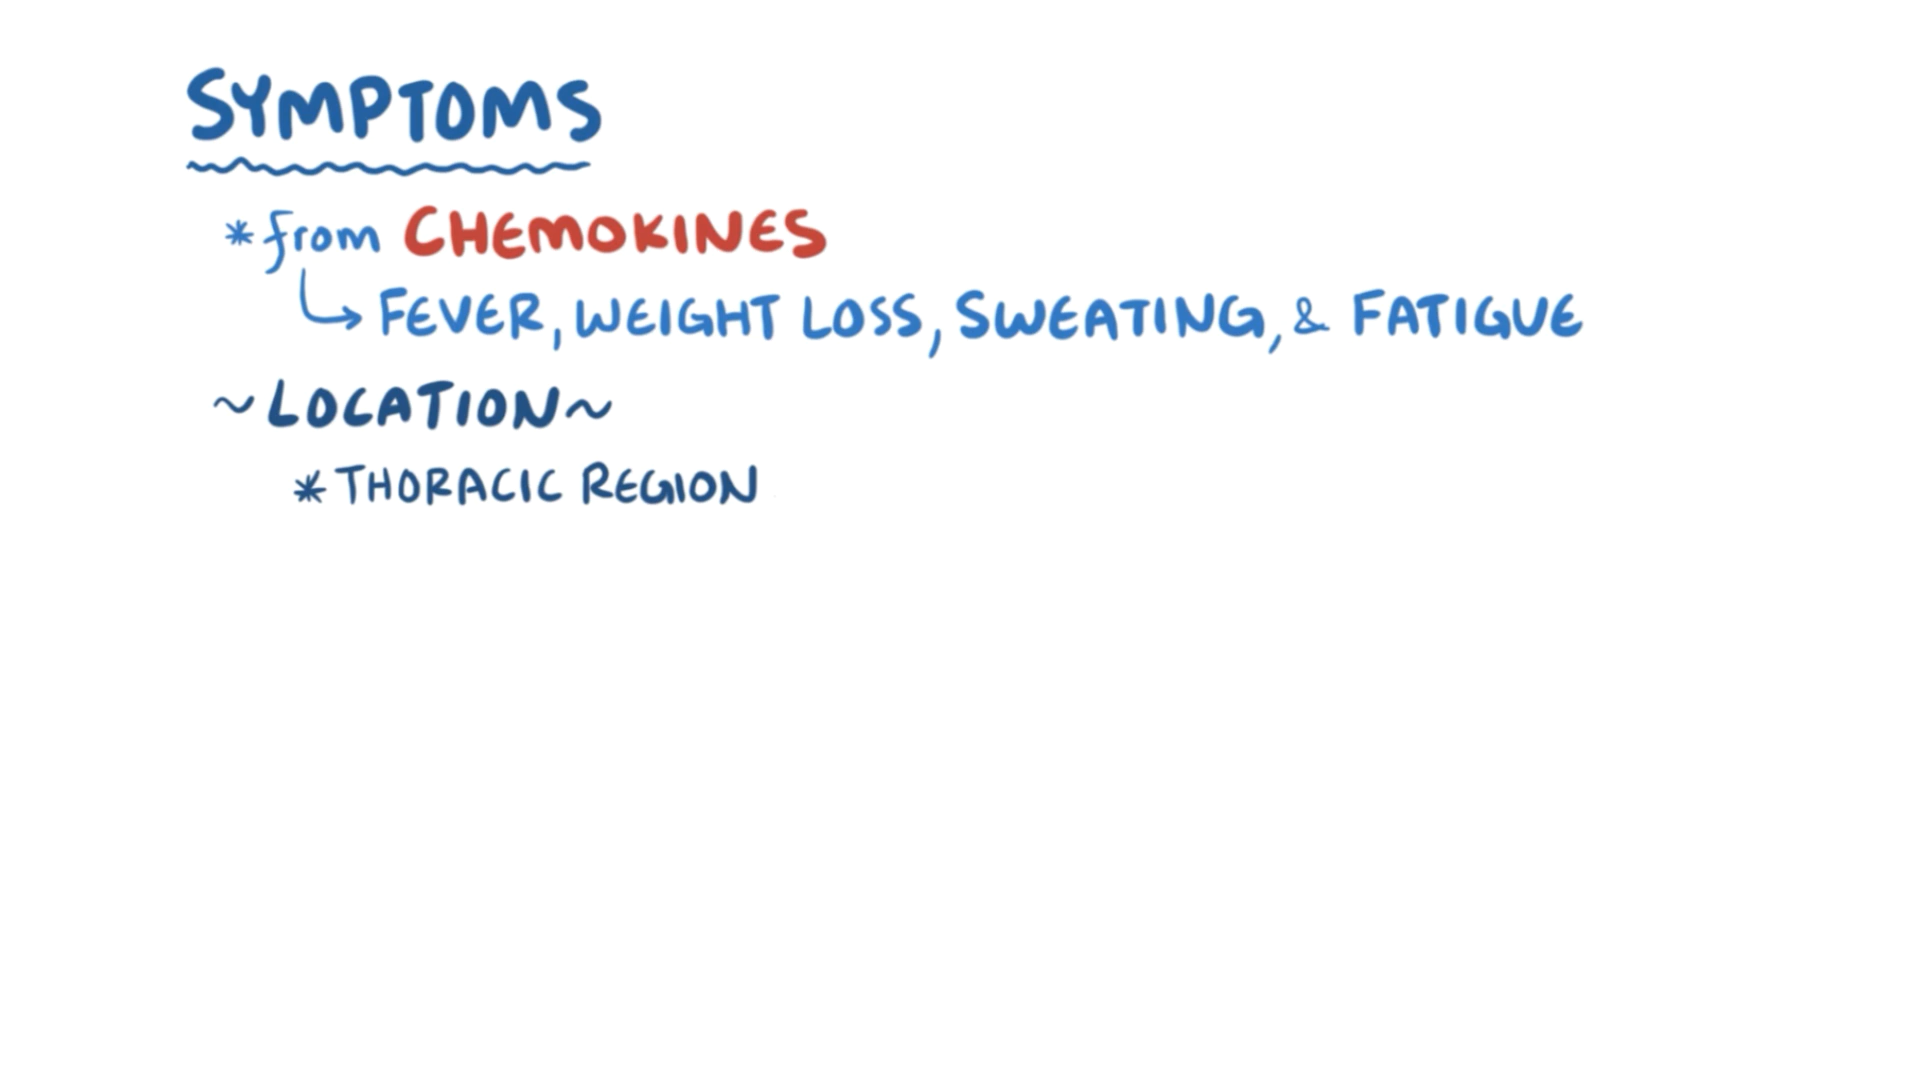 SYMPTOMS
* from CHEMOKINES
↳ FEVER, WEIGHT LOSS, SWEATING, & FATIGUE
~ LOCATION ~
* THORACIC REGION